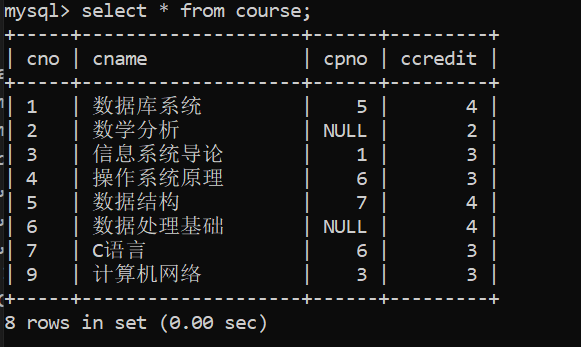 mysql> select * from course;
+-----+--------------------+------+---------+
| cno | cname | cpno | ccredit |
+-----+--------------------+------+---------+
| 1 | 数据库系统 | 5 | 4 |
| 2 | 数学分析 | NULL | 2 |
| 3 | 信息系统导论 | 1 | 3 |
| 4 | 操作系统原理 | 6 | 3 |
| 5 | 数据结构 | 7 | 4 |
| 6 | 数据处理基础 | NULL | 4 |
| 7 | C语言 | 6 | 3 |
| 9 | 计算机网络 | 3 | 3 |
+-----+--------------------+------+---------+
8 rows in set (0.00 sec)